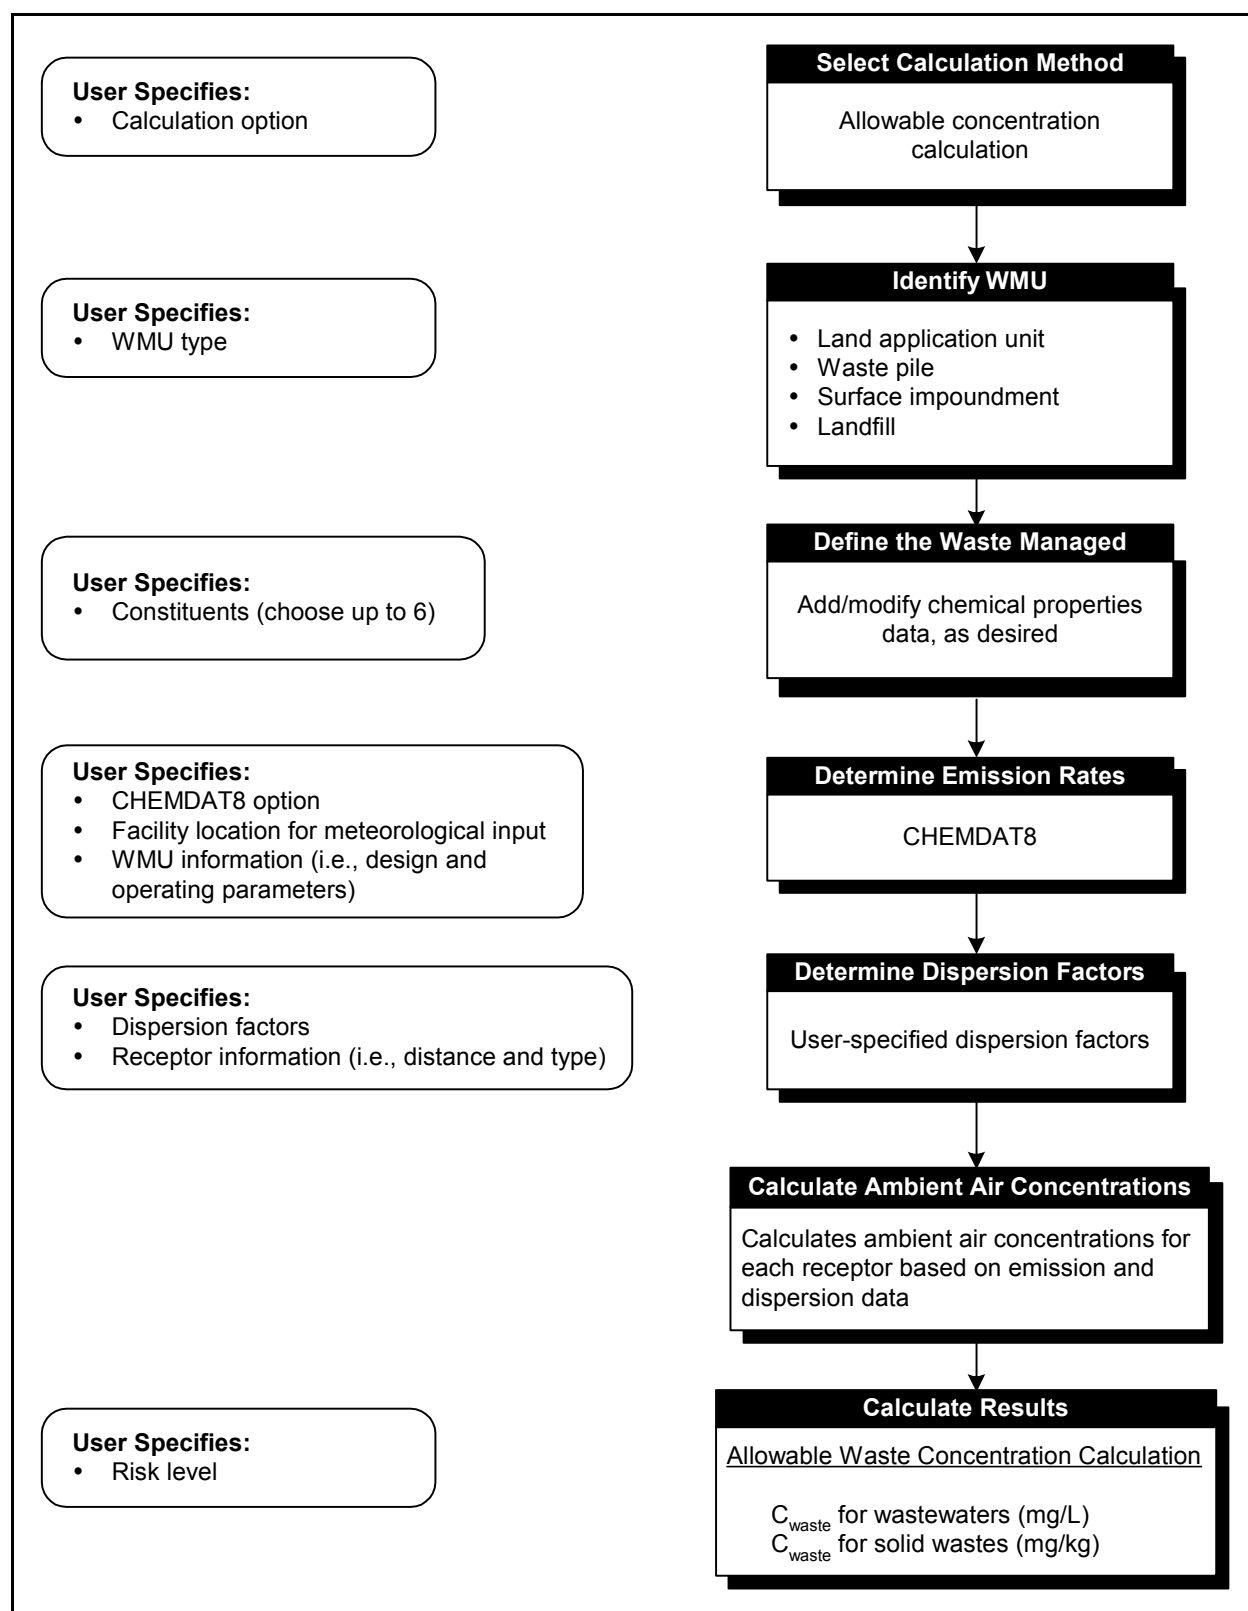 User Specifies:
• Calculation option
Select Calculation Method
Allowable concentration
calculation
User Specifies:
• WMU type
Identify WMU
• Land application unit
• Waste pile
• Surface impoundment
• Landfill
User Specifies:
• Constituents (choose up to 6)
Define the Waste Managed
Add/modify chemical properties
data, as desired
User Specifies:
• CHEMDAT8 option
• Facility location for meteorological input
• WMU information (i.e., design and
operating parameters)
Determine Emission Rates
CHEMDAT8
User Specifies:
• Dispersion factors
• Receptor information (i.e., distance and type)
Determine Dispersion Factors
User-specified dispersion factors
Calculate Ambient Air Concentrations
Calculates ambient air concentrations for
each receptor based on emission and
dispersion data
User Specifies:
• Risk level
Calculate Results
Allowable Waste Concentration Calculation
Cwaste for wastewaters (mg/L)
Cwaste for solid wastes (mg/kg)